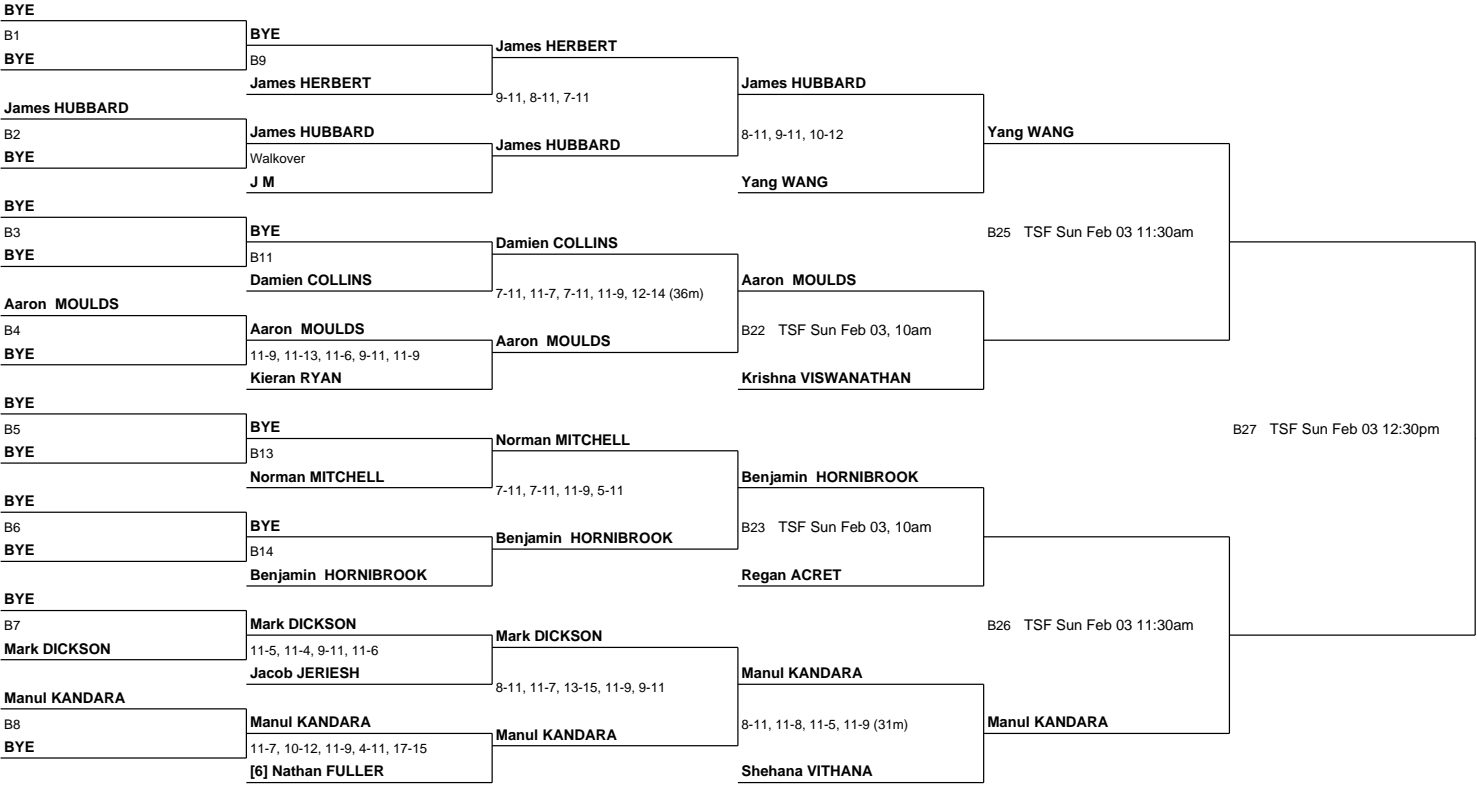 BYE
B1
BYE
James HUBBARD
B2
BYE
BYE
B3
BYE
Aaron MOULDS
B4
BYE
BYE
B5
BYE
BYE
B6
BYE
BYE
B7
Mark DICKSON
Manul KANDARA
B8
BYE
BYE
B9
James HERBERT
James HUBBARD
Walkover
J M
BYE
B11
Damien COLLINS
Aaron MOULDS
11-9, 11-13, 11-6, 9-11, 11-9
Kieran RYAN
BYE
B13
Norman MITCHELL
BYE
B14
Benjamin HORNIBROOK
Mark DICKSON
11-5, 11-4, 9-11, 11-6
Jacob JERIESH
Manul KANDARA
11-7, 10-12, 11-9, 4-11, 17-15
[6] Nathan FULLER
James HERBERT
9-11, 8-11, 7-11
James HUBBARD
Damien COLLINS
7-11, 11-7, 7-11, 11-9, 12-14 (36m)
Aaron MOULDS
Norman MITCHELL
7-11, 7-11, 11-9, 5-11
Benjamin HORNIBROOK
Mark DICKSON
8-11, 11-7, 13-15, 11-9, 9-11
Manul KANDARA
James HUBBARD
8-11, 9-11, 10-12
Yang WANG
Aaron MOULDS
B22 TSF Sun Feb 03, 10am
Krishna VISWANATHAN
Benjamin HORNIBROOK
B23 TSF Sun Feb 03, 10am
Regan ACRET
Manul KANDARA
8-11, 11-8, 11-5, 11-9 (31m)
Shehana VITHANA
Yang WANG
B25 TSF Sun Feb 03 11:30am
B26 TSF Sun Feb 03 11:30am
Manul KANDARA
B27 TSF Sun Feb 03 12:30pm